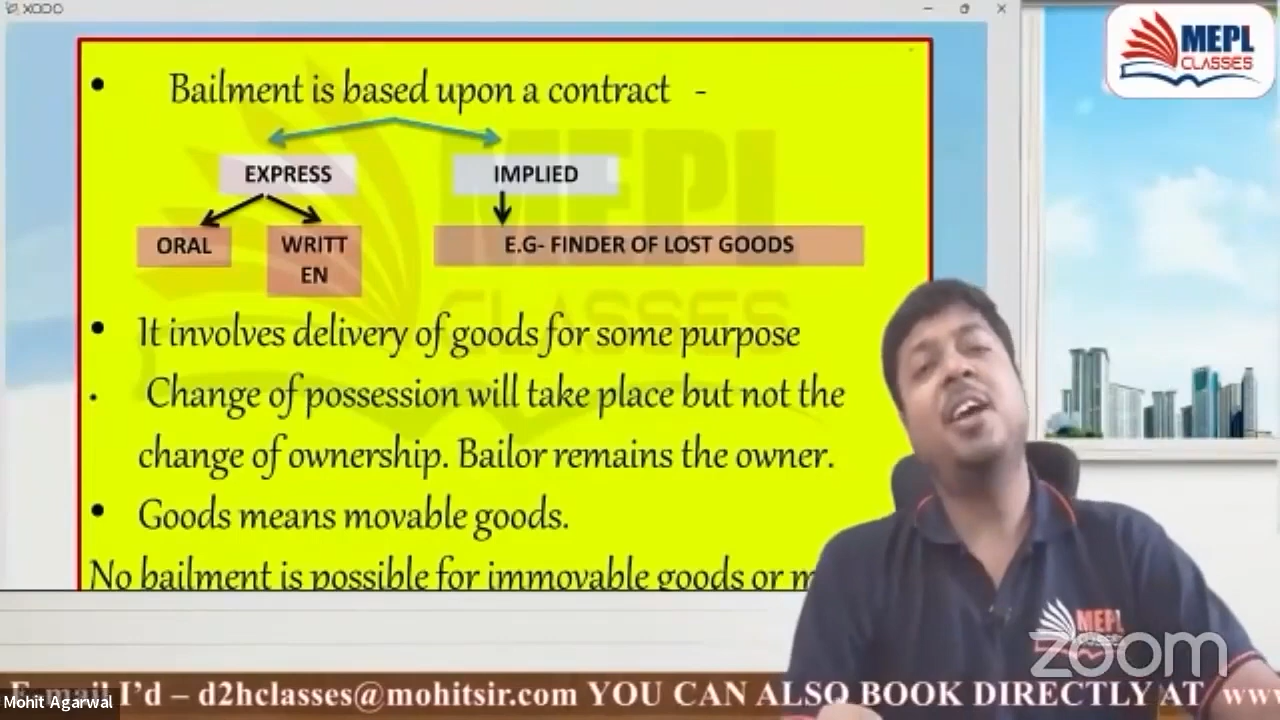 XODO
MEPL
CLASSES
• Bailment is based upon a contract -
EXPRESS IMPLIED
ORAL WRITT
EN
E.G- FINDER OF LOST GOODS
• It involves delivery of goods for some purpose
• Change of possession will take place but not the
change of ownership. Bailor remains the owner.
• Goods means movable goods.
No bailment is possible for immovable goods or
MEPL
CLASSES
MEPL
zoom
E-mail I'd – d2hclasses@mohitsir.com YOU CAN ALSO BOOK DIRECTLY AT
Mohit Agarwal